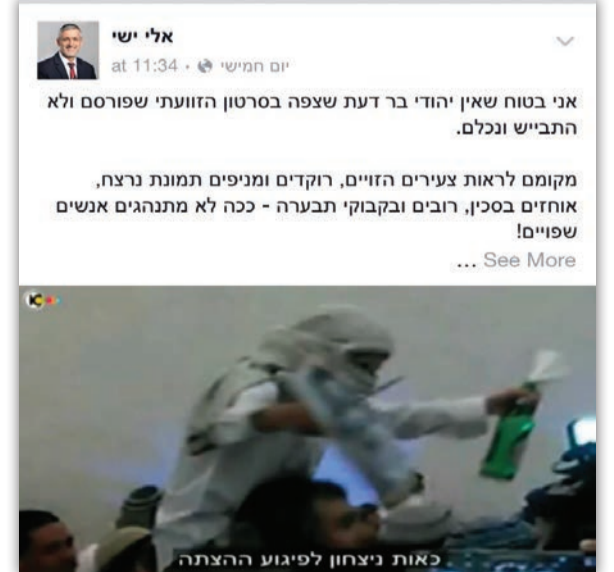 אלי ישי
יום חמישי at 11:34
אני בטוח שאין יהודי בר דעת שצפה בסרטון הזוועתי שפורסם ולא
התבייש ונכלם.
מקומם לראות צעירים הזויים, רוקדים ומניפים תמונת נרצח,
אוחזים בסכין, רובים ובקבוקי תבערה - ככה לא מתנהגים אנשים
שפויים!
... See More
כאות ניצחון לפיגוע ההצתה